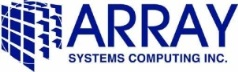 ARRAY
SYSTEMS COMPUTING INC.